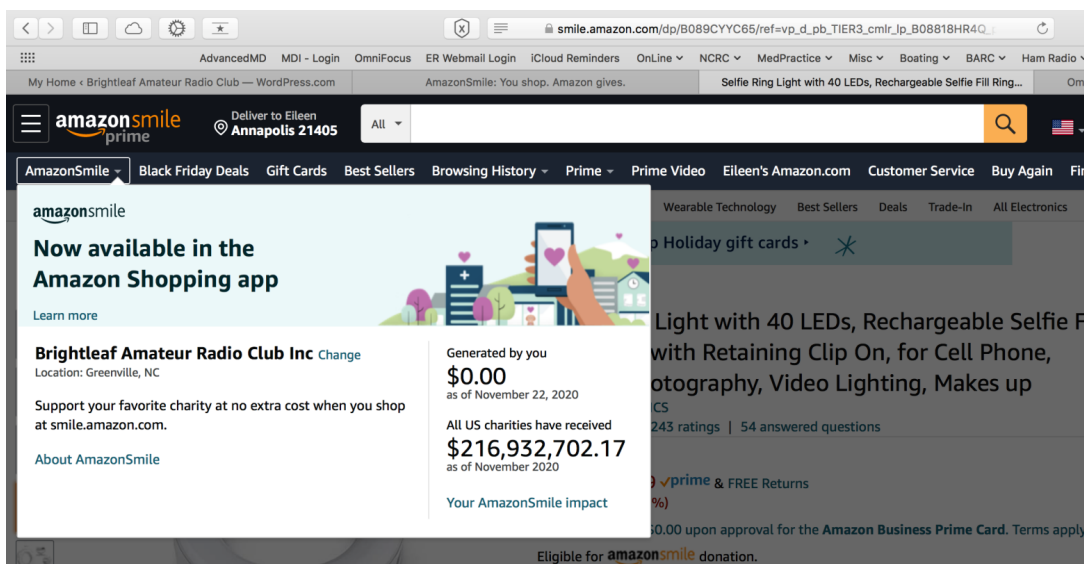 smile.amazon.com/dp/B089CYYC65/ref=vp_d_pb_TIER3_cmlr_lp_B08818HR4Q_
AdvancedMD MDI - Login OmniFocus ER Webmail Login iCloud Reminders OnLine NCRC MedPractice Misc Boating BARC Ham Radio
My Home ‹ Brightleaf Amateur Radio Club — WordPress.com AmazonSmile: You shop. Amazon gives. Selfie Ring Light with 40 LEDs, Rechargeable Selfie Fill Ring... Om
amazonsmile
prime
Deliver to Eileen
Annapolis 21405
All
AmazonSmile Black Friday Deals Gift Cards Best Sellers Browsing History Prime Prime Video Eileen's Amazon.com Customer Service Buy Again
amazonsmile
Now available in the
Amazon Shopping app
Learn more
Brightleaf Amateur Radio Club Inc Change
Location: Greenville, NC
Support your favorite charity at no extra cost when you shop
at smile.amazon.com.
About AmazonSmile
Generated by you
$0.00
as of November 22, 2020
All US charities have received
$216,932,702.17
as of November 2020
Your AmazonSmile impact
Wearable Technology Best Sellers Deals Trade-In All Electronics
Holiday gift cards ›
Light with 40 LEDs, Rechargeable Selfie F
with Retaining Clip On, for Cell Phone,
otography, Video Lighting, Makes up
CS
243 ratings | 54 answered questions
prime & FREE Returns
%)
0.00 upon approval for the Amazon Business Prime Card. Terms apply
Eligible for amazonsmile donation.